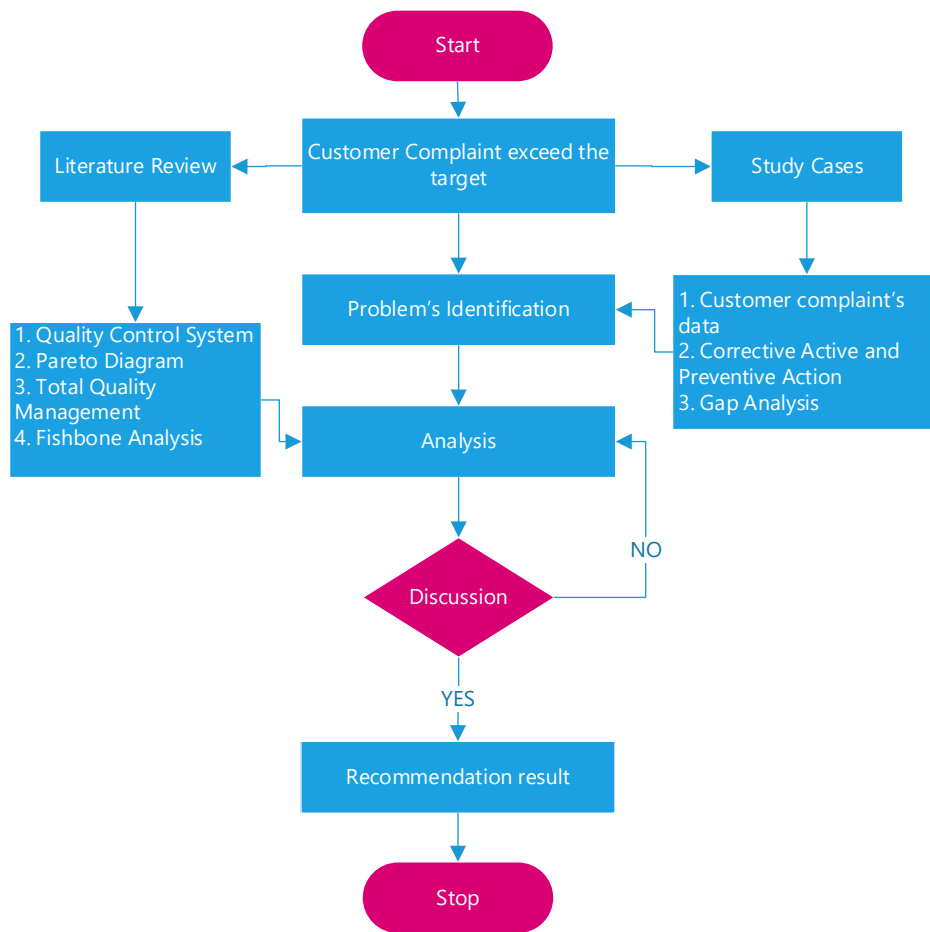 Start
Literature Review
Customer Complaint exceed the
target
Study Cases
Problem's Identification
1. Customer complaint's
data
2. Corrective Active and
Preventive Action
3. Gap Analysis
1. Quality Control System
2. Pareto Diagram
3. Total Quality
Management
4. Fishbone Analysis
Analysis
NO
Discussion
YES
Recommendation result
Stop